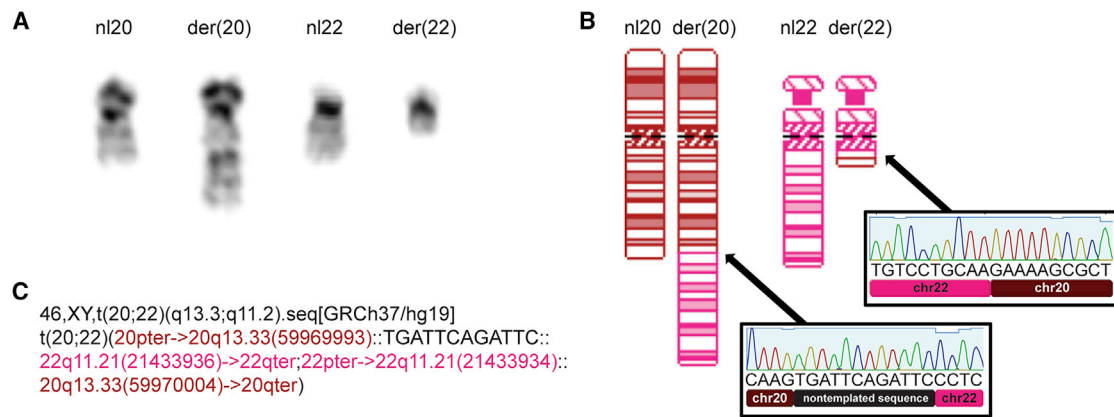 A
nl20 der(20) nl22 der(22)
B
nl20 der(20) nl22 der(22)
TGTCCTGCAAGAAAAGCGCT
chr22 chr20
CAAGTGATTCAGATTCCCTC
chr20 nontemplated sequence chr22
C
46,XY,t(20;22)(q13.3;q11.2).seq[GRCh37/hg19]
t(20;22)(20pter->20q13.33(59969993)::TGATTCAGATTC::
22q11.21(21433936)->22qter;22pter->22q11.21(21433934)::
20q13.33(59970004)->20qter)